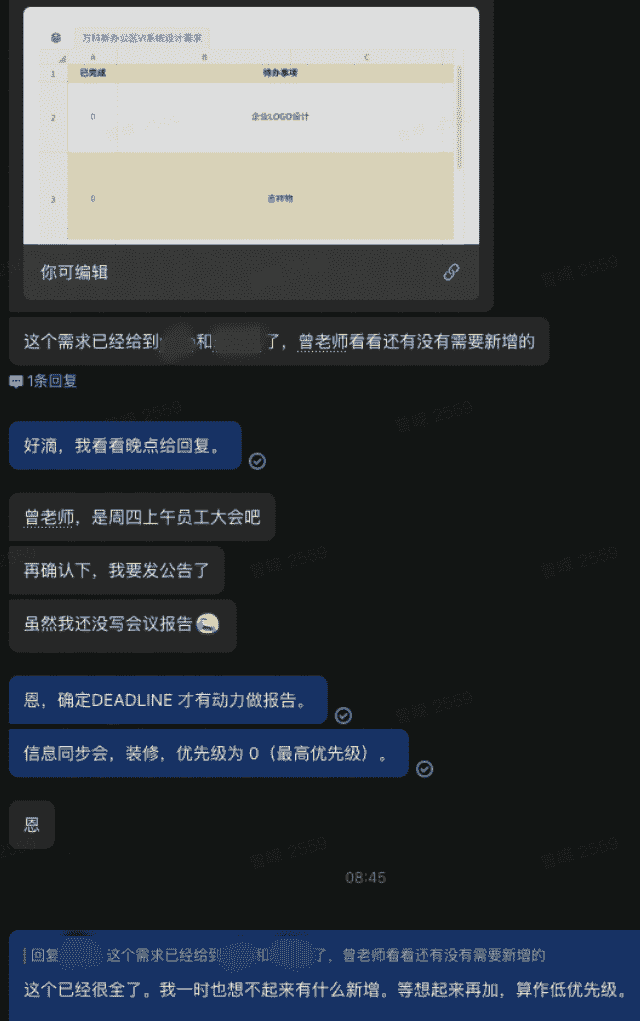 万科新办公区VI系统设计需求
A B C
1 已完成 待办事项
2 0 企业LOGO设计
3 0 吉祥物
你可编辑
这个需求已经给到 和 了，曾老师看看还有没有需要新增的
1条回复
好滴，我看看晚点给回复。
曾老师，是周四上午员工大会吧
再确认下，我要发公告了
虽然我还没写会议报告
恩，确定DEADLINE 才有动力做报告。
信息同步会，装修，优先级为 0（最高优先级）。
恩
08:45
回复 这个需求已经给到 和 了，曾老师看看还有没有需要新增的
这个已经很全了。我一时也想不起来有什么新增。等想起来再加，算作低优先级。